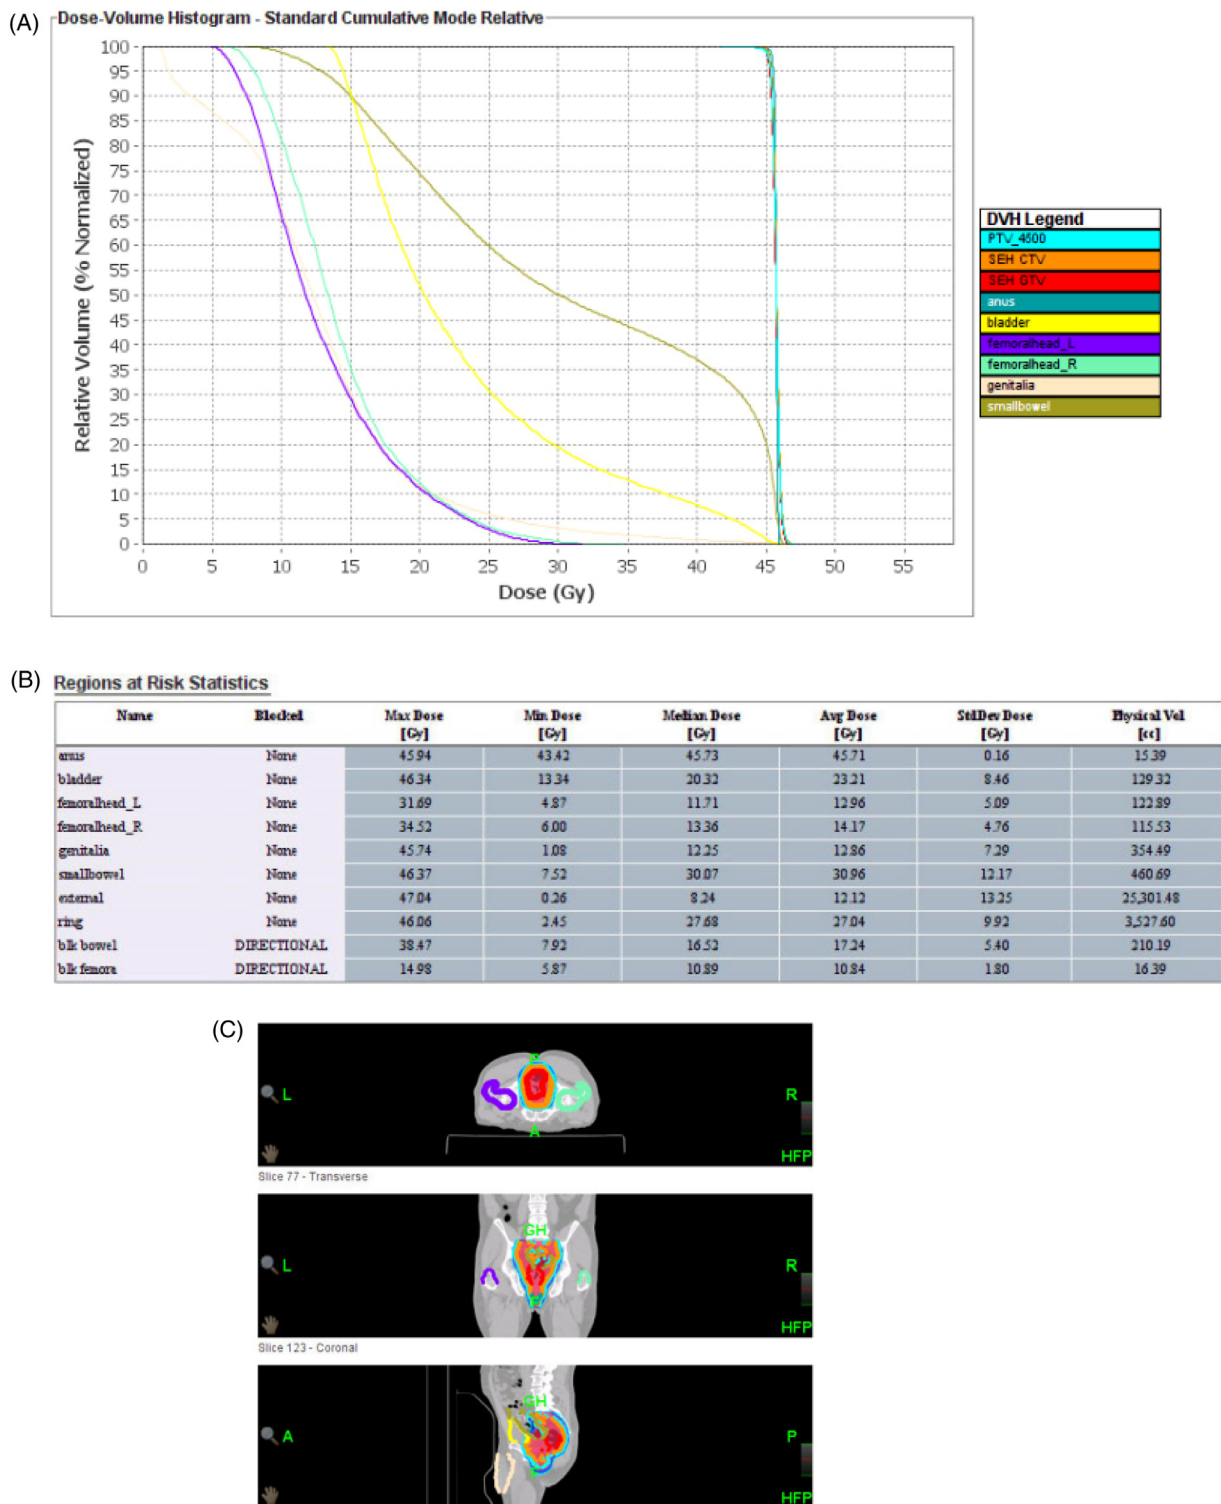 (A)
Dose-Volume Histogram - Standard Cumulative Mode Relative
Relative Volume (% Normalized)
100
95
90
85
80
75
70
65
60
55
50
45
40
35
30
25
20
15
10
5
0
0 5 10 15 20 25 30 35 40 45 50 55
Dose (Gy)
DVH Legend
PTV_4500
SEH CTV
SEH GTV
anus
bladder
femoralhead_L
femoralhead_R
genitalia
smallbowel
(B)
Regions at Risk Statistics
Name Blocked Max Dose Min Dose Median Dose Avg Dose StdDev Dose Physical Vol
[Gy] [Gy] [Gy] [Gy] [Gy] [cc]
anus None 45.94 43.42 45.73 45.71 0.16 15.39
bladder None 46.34 13.34 20.32 23.21 8.46 129.32
femoralhead_L None 31.69 4.87 11.71 12.96 5.09 122.89
femoralhead_R None 34.52 6.00 13.36 14.17 4.76 115.53
genitalia None 45.74 1.08 12.25 12.86 7.29 354.49
smallbowel None 46.37 7.52 30.07 30.96 12.17 460.69
external None 47.04 0.26 8.24 12.12 13.25 25,301.48
ring None 46.06 2.45 27.68 27.04 9.92 3,527.60
blk bowel DIRECTIONAL 38.47 7.92 16.52 17.24 5.40 210.19
blk femora DIRECTIONAL 14.98 5.87 10.89 10.84 1.80 16.39
(C)
P
L R
A
HFP
Slice 77 - Transverse
GH
L R
F
HFP
Slice 123 - Coronal
GH
A P
F
HFP